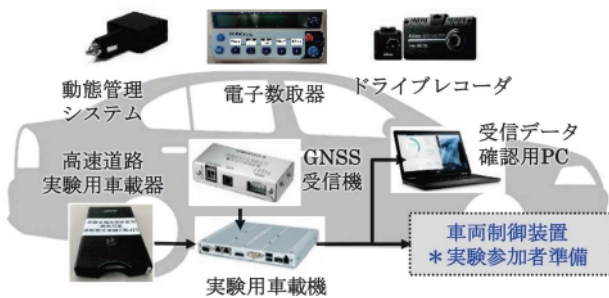 動態管理
システム
電子数取器
ドライブレコーダ
高速道路
実験用車載器
GNSS
受信機
受信データ
確認用PC
実験用車載機
車両制御装置
＊実験参加者準備